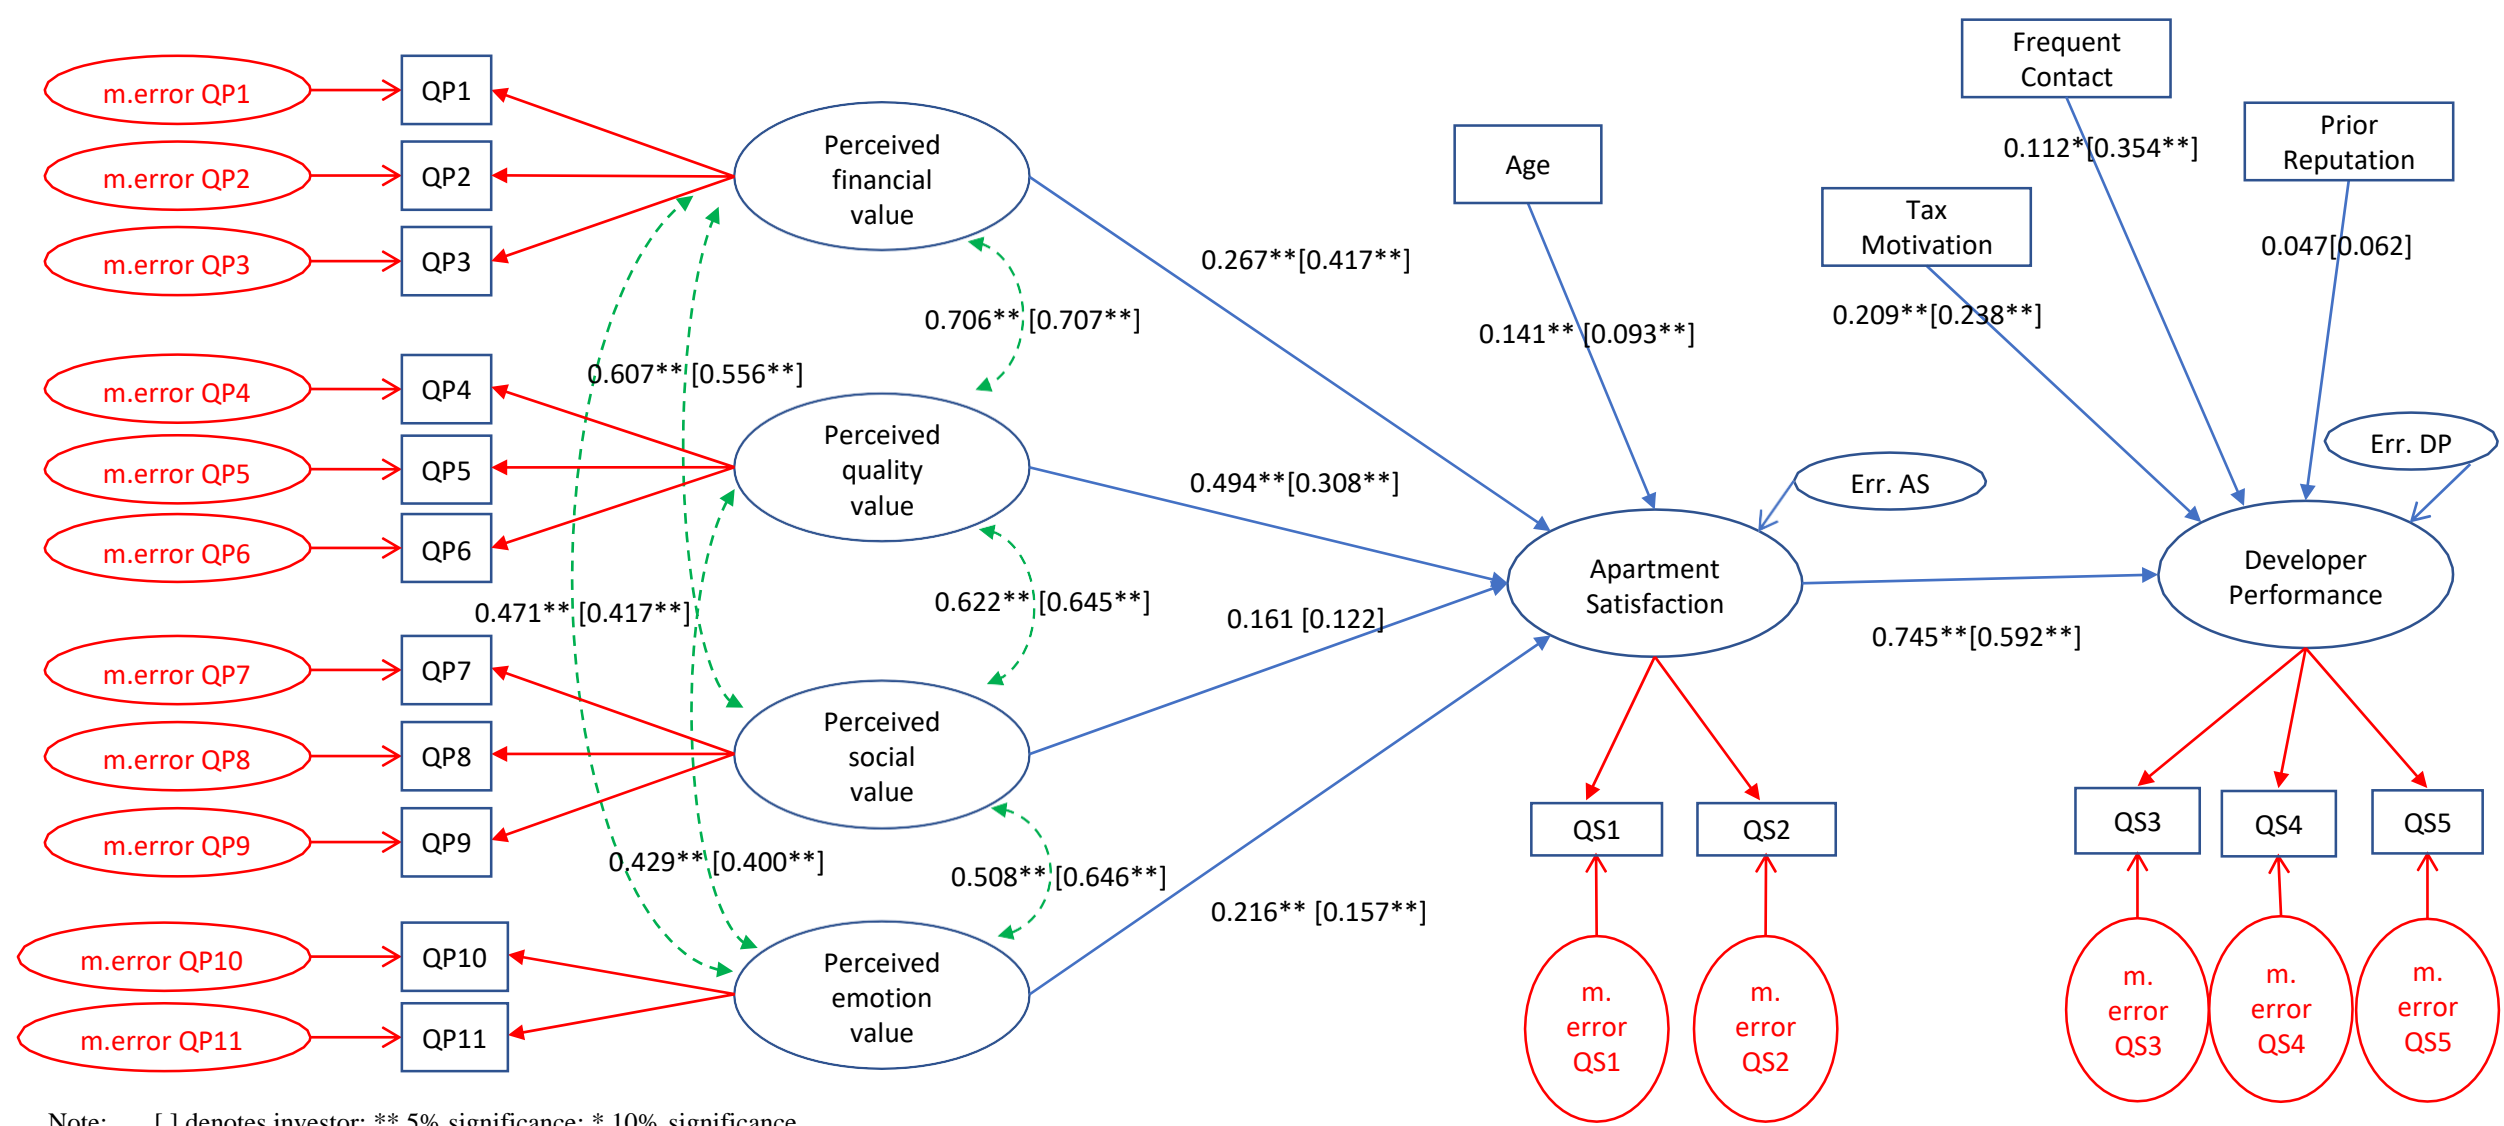 m.error QP1
m.error QP2
m.error QP3
m.error QP4
m.error QP5
m.error QP6
m.error QP7
m.error QP8
m.error QP9
m.error QP10
m.error QP11
QP1
QP2
QP3
QP4
QP5
QP6
QP7
QP8
QP9
QP10
QP11
Perceived
financial
value
Perceived
quality
value
Perceived
social
value
Perceived
emotion
value
0.706** [0.707**]
0.607** [0.556**]
0.471** [0.417**]
0.622** [0.645**]
0.429** [0.400**]
0.508** [0.646**]
0.267**[0.417**]
0.494**[0.308**]
0.161 [0.122]
0.216** [0.157**]
Age
0.141** [0.093**]
Err. AS
Apartment
Satisfaction
0.745**[0.592**]
Frequent
Contact
0.112*[0.354**]
Prior
Reputation
0.047[0.062]
Tax
Motivation
0.209**[0.238**]
Err. DP
Developer
Performance
QS1
QS2
QS3
QS4
QS5
m.
error
QS1
m.
error
QS2
m.
error
QS3
m.
error
QS4
m.
error
QS5
Note: [ ] denotes investor; ** 5% significance; * 10% significance